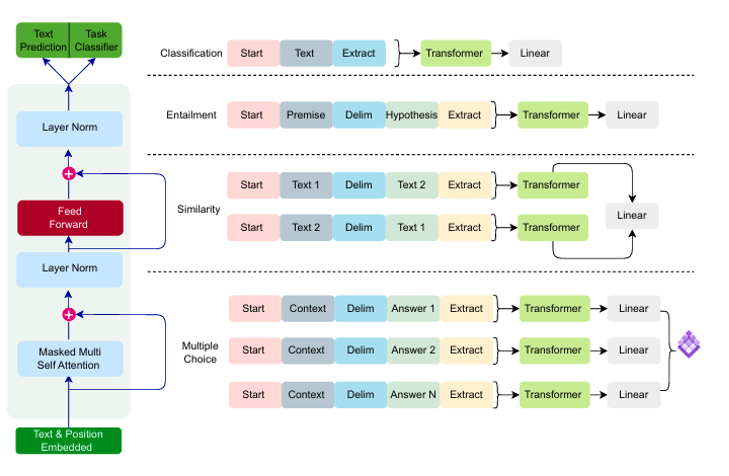 Text
Prediction
Task
Classifier
Layer Norm
Feed
Forward
Layer Norm
Masked Multi
Self Attention
Text & Position
Embedded
Classification
Start
Text
Extract
Transformer
Linear
Entailment
Start
Premise
Delim
Hypothesis
Extract
Transformer
Linear
Similarity
Start
Text 1
Delim
Text 2
Extract
Transformer
Start
Text 2
Delim
Text 1
Extract
Transformer
Linear
Multiple
Choice
Start
Context
Delim
Answer 1
Extract
Transformer
Linear
Start
Context
Delim
Answer 2
Extract
Transformer
Linear
Start
Context
Delim
Answer N
Extract
Transformer
Linear